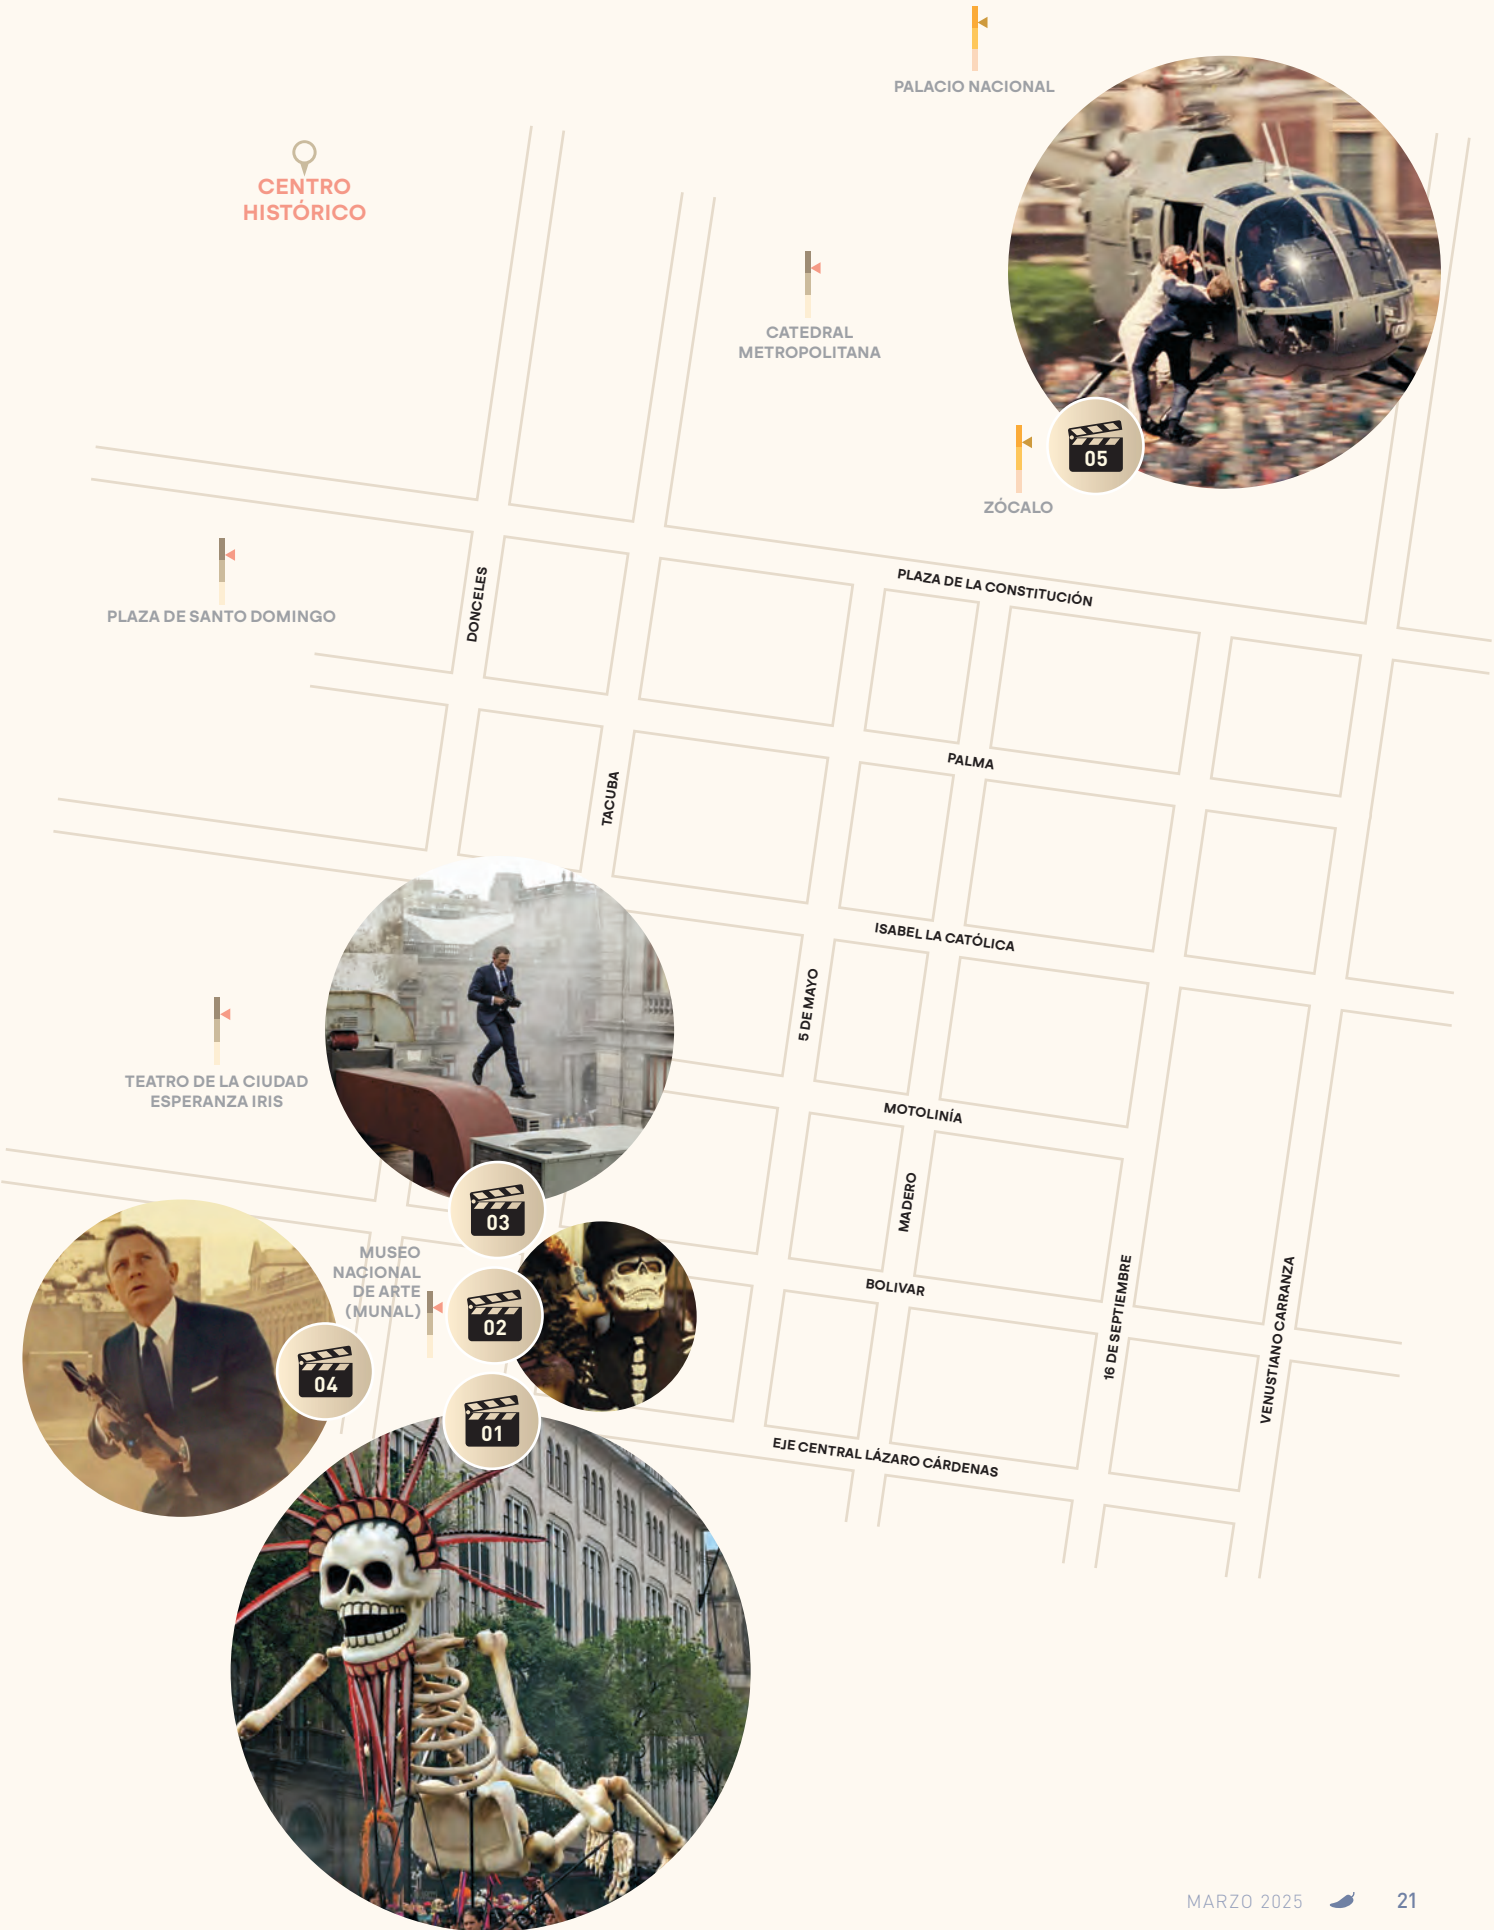 PALACIO NACIONAL
CENTRO
HISTÓRICO
CATEDRAL
METROPOLITANA
05
ZÓCALO
PLAZA DE SANTO DOMINGO
DONCELES
PLAZA DE LA CONSTITUCIÓN
PALMA
TACUBA
ISABEL LA CATÓLICA
5 DE MAYO
TEATRO DE LA CIUDAD
ESPERANZA IRIS
MOTOLINÍA
MADERO
03
MUSEO
NACIONAL
DE ARTE
(MUNAL)
02
BOLIVAR
16 DE SEPTIEMBRE
VENUSTIANO CARRANZA
04
01
EJE CENTRAL LÁZARO CÁRDENAS
MARZO 2025
21